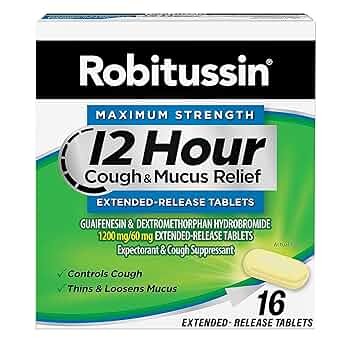 Robitussin®
MAXIMUM STRENGTH
12 Hour
Cough & Mucus Relief
EXTENDED-RELEASE TABLETS
GUAIFENESIN & DEXTROMETHORPHAN HYDROBROMIDE
1200 mg/60 mg EXTENDED-RELEASE TABLETS
Expectorant & Cough Suppressant
✓ Controls Cough
✓ Thins & Loosens Mucus
16
EXTENDED- RELEASE TABLETS